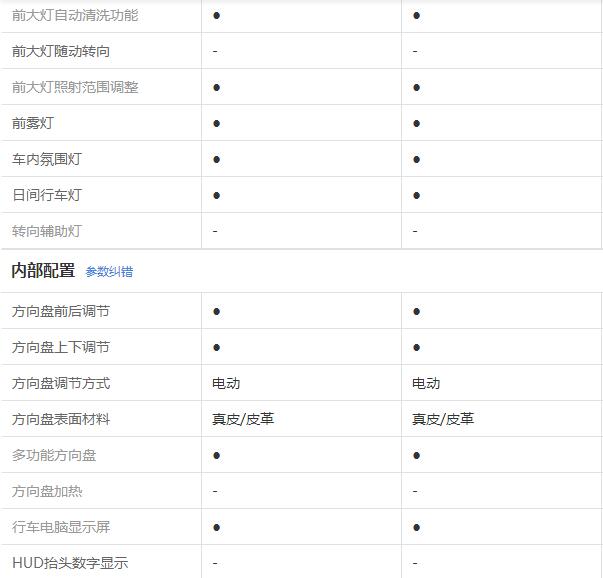 前大灯自动清洗功能 ● ●
前大灯随动转向 - -
前大灯照射范围调整 ● ●
前雾灯 ● ●
车内氛围灯 ● ●
日间行车灯 ● ●
转向辅助灯 - -
内部配置 参数纠错
方向盘前后调节 ● ●
方向盘上下调节 ● ●
方向盘调节方式 电动 电动
方向盘表面材料 真皮/皮革 真皮/皮革
多功能方向盘 ● ●
方向盘加热 - -
行车电脑显示屏 ● ●
HUD抬头数字显示 - -